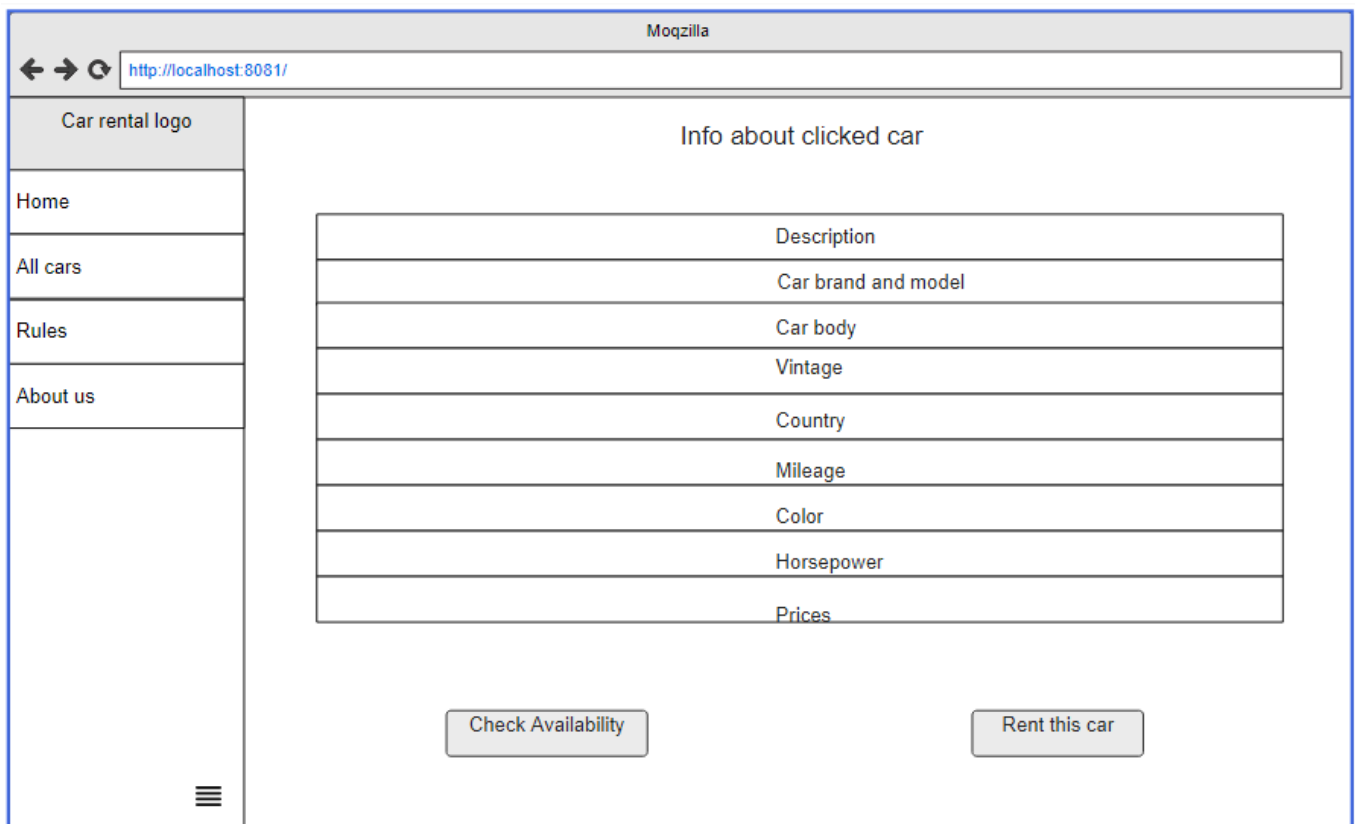 Moqzilla
http://localhost:8081/
Car rental logo
Home
All cars
Rules
About us
Info about clicked car
Description
Car brand and model
Car body
Vintage
Country
Mileage
Color
Horsepower
Prices
Check Availability
Rent this car